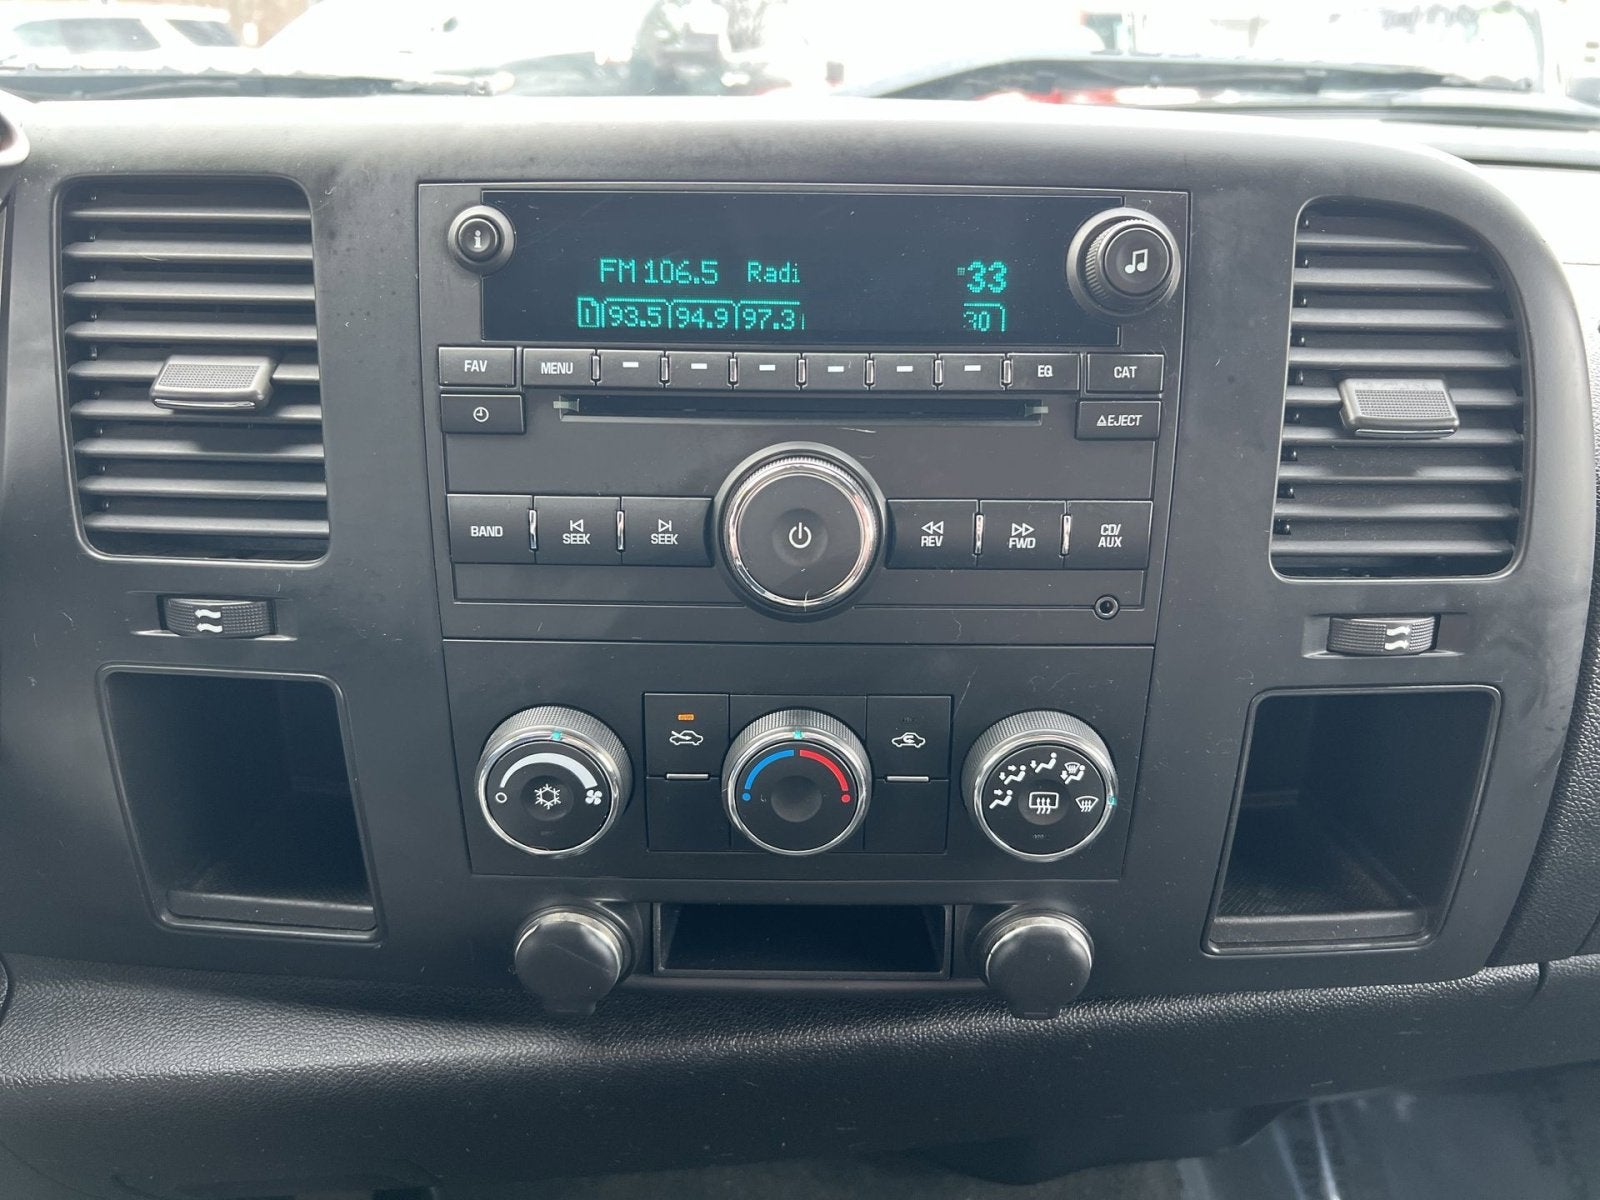 FM 106.5 Radi :33
1 93.5 94.9 97.3 30
FAV MENU EQ CAT
EJECT
BAND SEEK SEEK REV FWD CD/
AUX